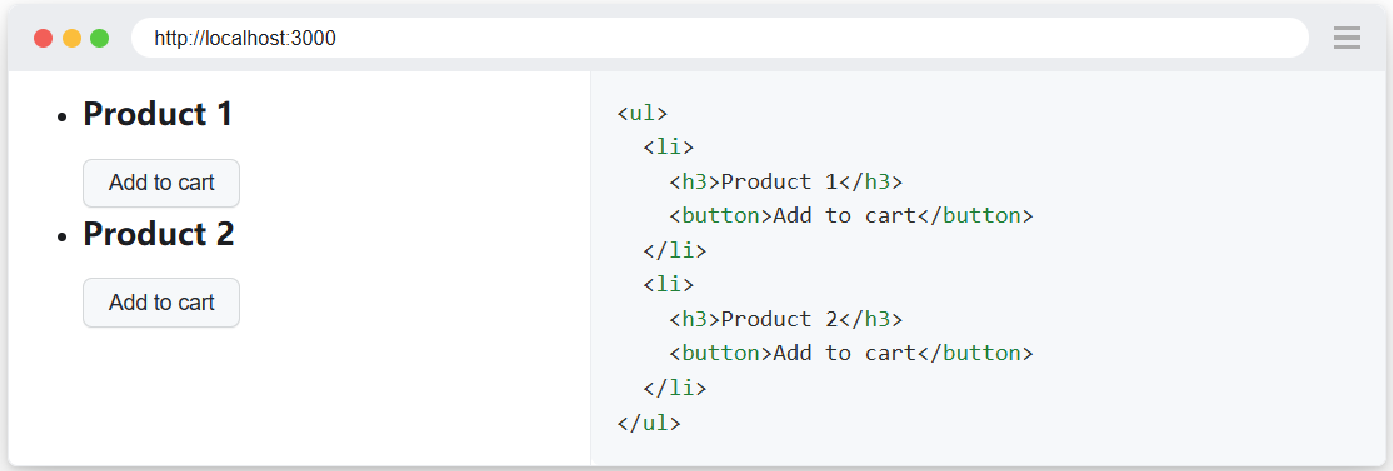 http://localhost:3000
Product 1
Add to cart
Product 2
Add to cart
<ul>
  <li>
    <h3>Product 1</h3>
    <button>Add to cart</button>
  </li>
  <li>
    <h3>Product 2</h3>
    <button>Add to cart</button>
  </li>
</ul>